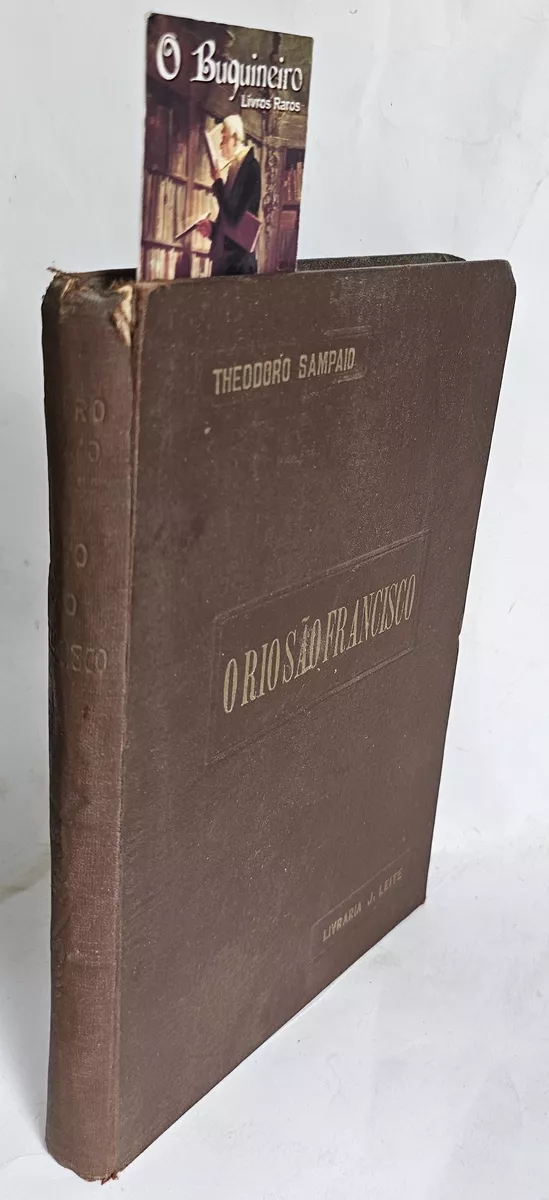 O Buquineiro
Livros Raros
THEODORO SAMPAIO
O RIO SÃO FRANCISCO
LIVRARIA J. LEITE